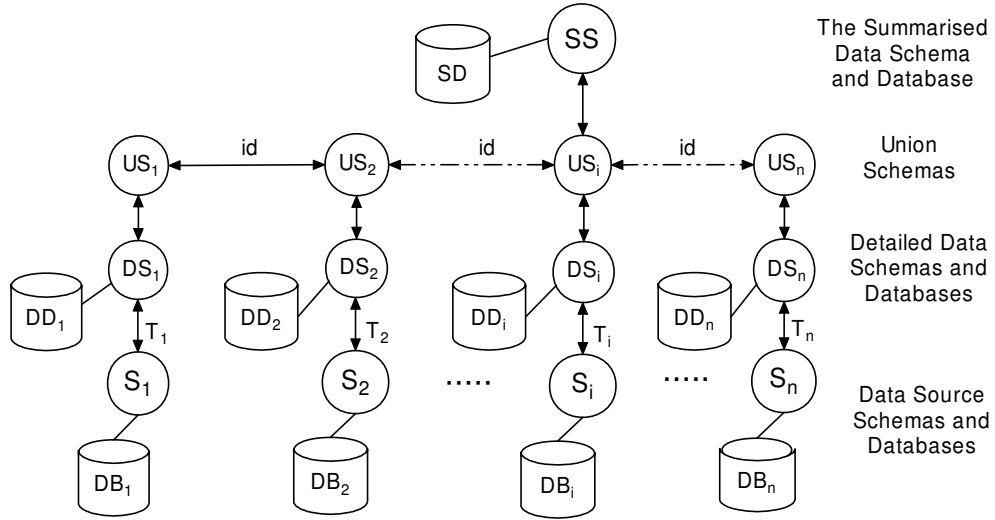 SS
SD
The Summarised
Data Schema
and Database
id
id
id
US1
US2
USi
USn
Union
Schemas
DS1
DS2
DSi
DSn
Detailed Data
Schemas and
Databases
DD1
DD2
DDi
DDn
T1
T2
Ti
Tn
S1
S2
.....
Si
.....
Sn
Data Source
Schemas and
Databases
DB1
DB2
DBi
DBn